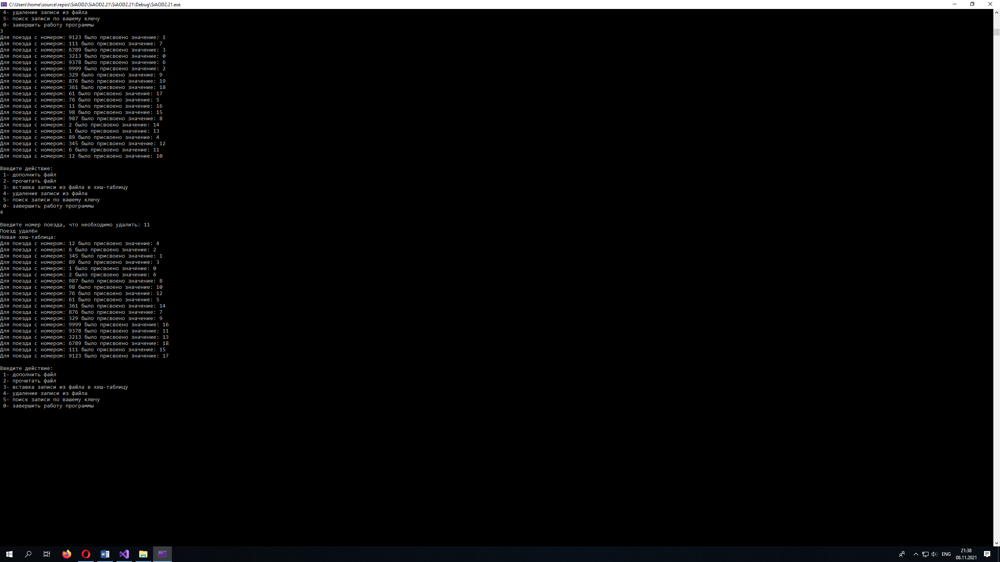 C:\Users\home\source\repos\SiAOD2\SiAOD2.21\SiAOD2.21\Debug\SiAOD2.21.exe
4- удаление записи из файла
5- поиск записи по вашему ключу
0- завершить работу программы
3
Для поезда с номером: 9123 было присвоено значение: 1
Для поезда с номером: 111 было присвоено значение: 7
Для поезда с номером: 6789 было присвоено значение: 3
Для поезда с номером: 3213 было присвоено значение: 0
Для поезда с номером: 9378 было присвоено значение: 6
Для поезда с номером: 9999 было присвоено значение: 2
Для поезда с номером: 329 было присвоено значение: 9
Для поезда с номером: 876 было присвоено значение: 19
Для поезда с номером: 361 было присвоено значение: 18
Для поезда с номером: 61 было присвоено значение: 17
Для поезда с номером: 76 было присвоено значение: 5
Для поезда с номером: 11 было присвоено значение: 16
Для поезда с номером: 98 было присвоено значение: 15
Для поезда с номером: 987 было присвоено значение: 8
Для поезда с номером: 2 было присвоено значение: 14
Для поезда с номером: 1 было присвоено значение: 13
Для поезда с номером: 89 было присвоено значение: 4
Для поезда с номером: 345 было присвоено значение: 12
Для поезда с номером: 6 было присвоено значение: 11
Для поезда с номером: 12 было присвоено значение: 10
Введите действие:
1- дополнить файл
2- прочитать файл
3- вставка записи из файла в хеш-таблицу
4- удаление записи из файла
5- поиск записи по вашему ключу
0- завершить работу программы
4
Введите номер поезда, что необходимо удалить: 11
Поезд удалён
Новая хеш-таблица:
Для поезда с номером: 12 было присвоено значение: 4
Для поезда с номером: 6 было присвоено значение: 2
Для поезда с номером: 345 было присвоено значение: 1
Для поезда с номером: 89 было присвоено значение: 3
Для поезда с номером: 1 было присвоено значение: 0
Для поезда с номером: 2 было присвоено значение: 6
Для поезда с номером: 987 было присвоено значение: 8
Для поезда с номером: 98 было присвоено значение: 10
Для поезда с номером: 76 было присвоено значение: 12
Для поезда с номером: 61 было присвоено значение: 5
Для поезда с номером: 361 было присвоено значение: 14
Для поезда с номером: 876 было присвоено значение: 7
Для поезда с номером: 329 было присвоено значение: 9
Для поезда с номером: 9999 было присвоено значение: 16
Для поезда с номером: 9378 было присвоено значение: 11
Для поезда с номером: 3213 было присвоено значение: 13
Для поезда с номером: 6789 было присвоено значение: 18
Для поезда с номером: 111 было присвоено значение: 15
Для поезда с номером: 9123 было присвоено значение: 17
Введите действие:
1- дополнить файл
2- прочитать файл
3- вставка записи из файла в хеш-таблицу
4- удаление записи из файла
5- поиск записи по вашему ключу
0- завершить работу программы
ENG
21:38
08.11.2021